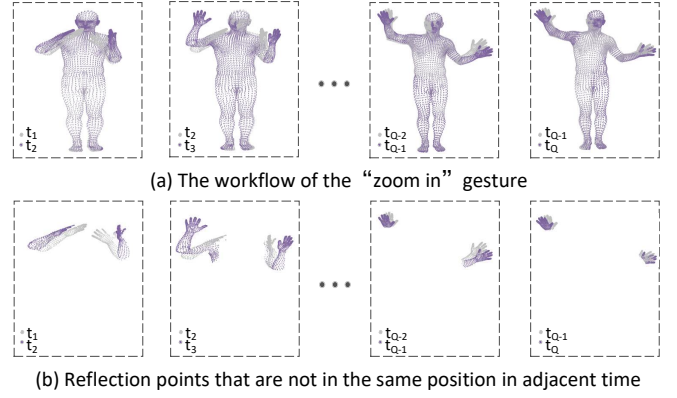 t1 t2 tQ-2 tQ-1
t2 t3 tQ-1 tQ
(a) The workflow of the “zoom in” gesture
t1 t2 tQ-2 tQ-1
t2 t3 tQ-1 tQ
(b) Reflection points that are not in the same position in adjacent time